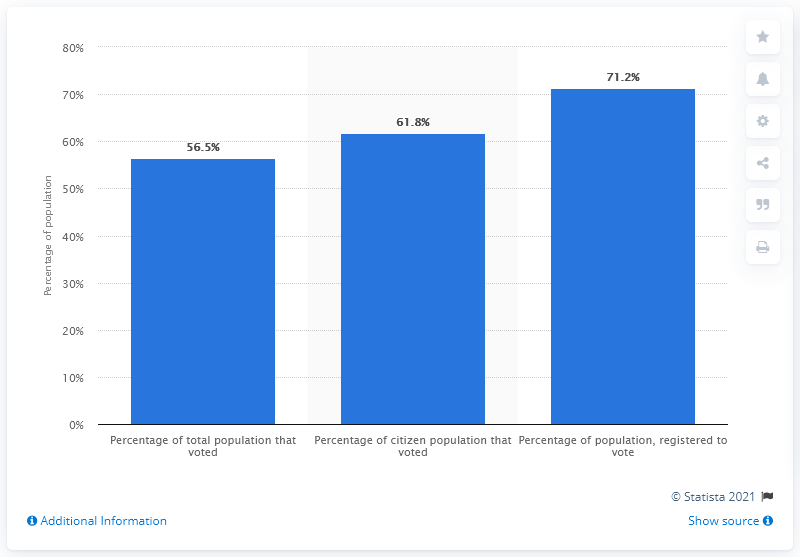 80%
70%
60%
50%
40%
30%
20%
10%
0%
Percentage of population
56.5%
61.8%
71.2%
Percentage of total population that
voted
Percentage of citizen population that
voted
Percentage of population, registered to
vote
© Statista 2021
Additional Information
Show source